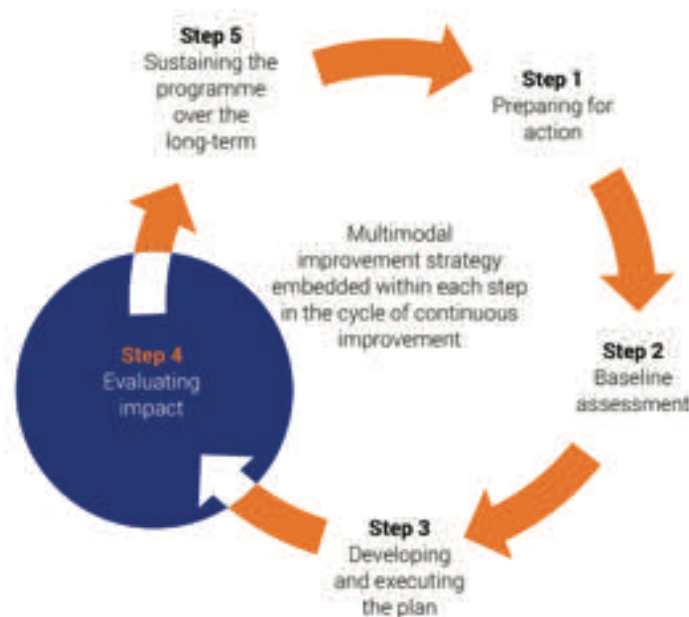 Step 5
Sustaining the
programme
over the
long-term
Step 1
Preparing for
action
Multimodal
improvement strategy
embedded within each step
in the cycle of continuous
improvement
Step 2
Baseline
assessment
Step 3
Developing
and executing
the plan
Step 4
Evaluating
impact